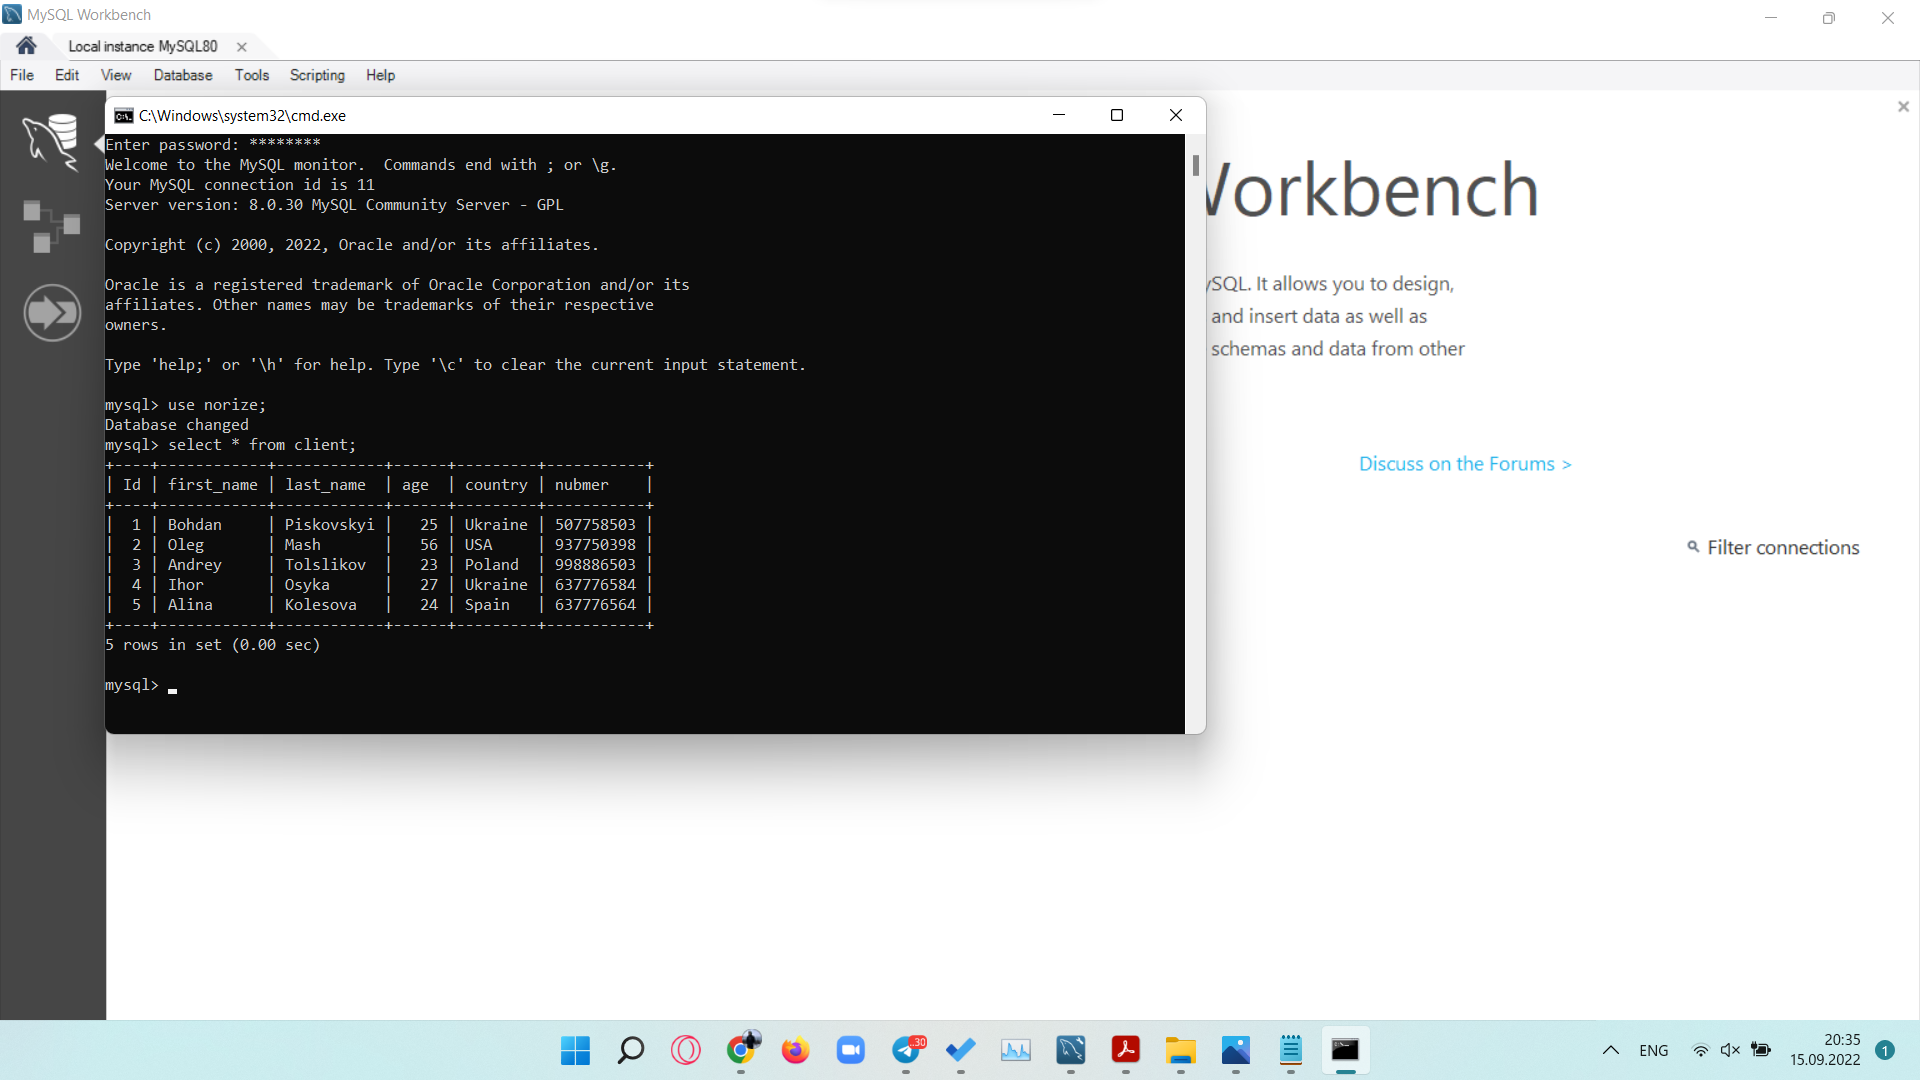 MySQL Workbench
Local instance MySQL80
File Edit View Database Tools Scripting Help
C:\Windows\system32\cmd.exe
Enter password: ********
Welcome to the MySQL monitor.  Commands end with ; or \g.
Your MySQL connection id is 11
Server version: 8.0.30 MySQL Community Server - GPL
Copyright (c) 2000, 2022, Oracle and/or its affiliates.
Oracle is a registered trademark of Oracle Corporation and/or its
affiliates. Other names may be trademarks of their respective
owners.
Type 'help;' or '\h' for help. Type '\c' to clear the current input statement.
mysql> use norize;
Database changed
mysql> select * from client;
+----+------------+------------+------+---------+-----------+
| Id | first_name | last_name  | age  | country | nubmer    |
+----+------------+------------+------+---------+-----------+
|  1 | Bohdan     | Piskovskyi |   25 | Ukraine | 507758503 |
|  2 | Oleg       | Mash       |   56 | USA     | 937750398 |
|  3 | Andrey     | Tolslikov  |   23 | Poland  | 998886503 |
|  4 | Ihor       | Osyka      |   27 | Ukraine | 637776584 |
|  5 | Alina      | Kolesova   |   24 | Spain   | 637776564 |
+----+------------+------------+------+---------+-----------+
5 rows in set (0.00 sec)
mysql>
Workbench
ySQL. It allows you to design,
and insert data as well as
schemas and data from other
Discuss on the Forums >
Filter connections
..30
ENG
20:35
15.09.2022
1